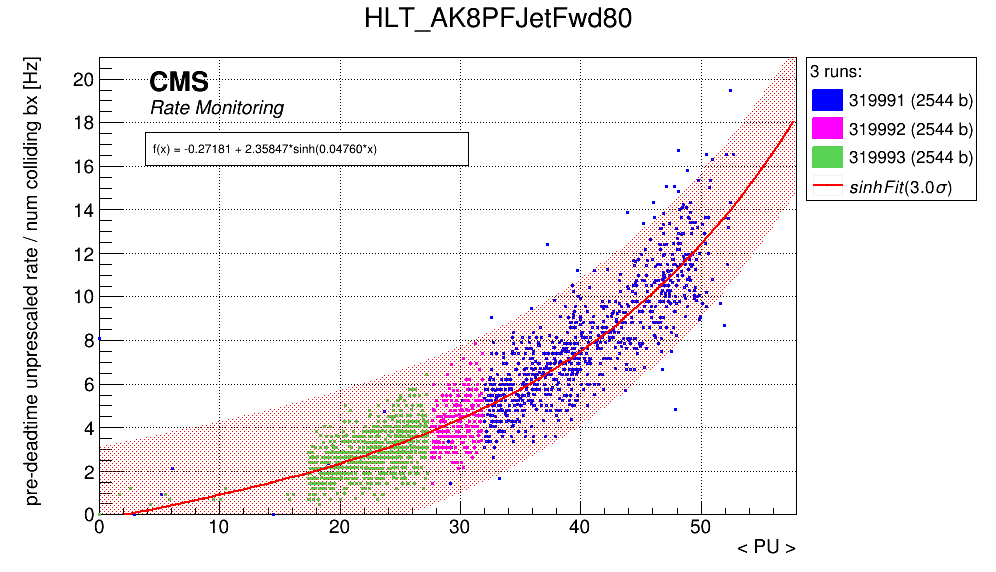 HLT_AK8PFJetFwd80
pre-deadtime unprescaled rate / num colliding bx [Hz]
20
18
16
14
12
10
8
6
4
2
0
CMS
Rate Monitoring
f(x) = -0.27181 + 2.35847*sinh(0.04760*x)
0 10 20 30 40 50
< PU >
3 runs:
319991 (2544 b)
319992 (2544 b)
319993 (2544 b)
sinhFit(3.0σ)